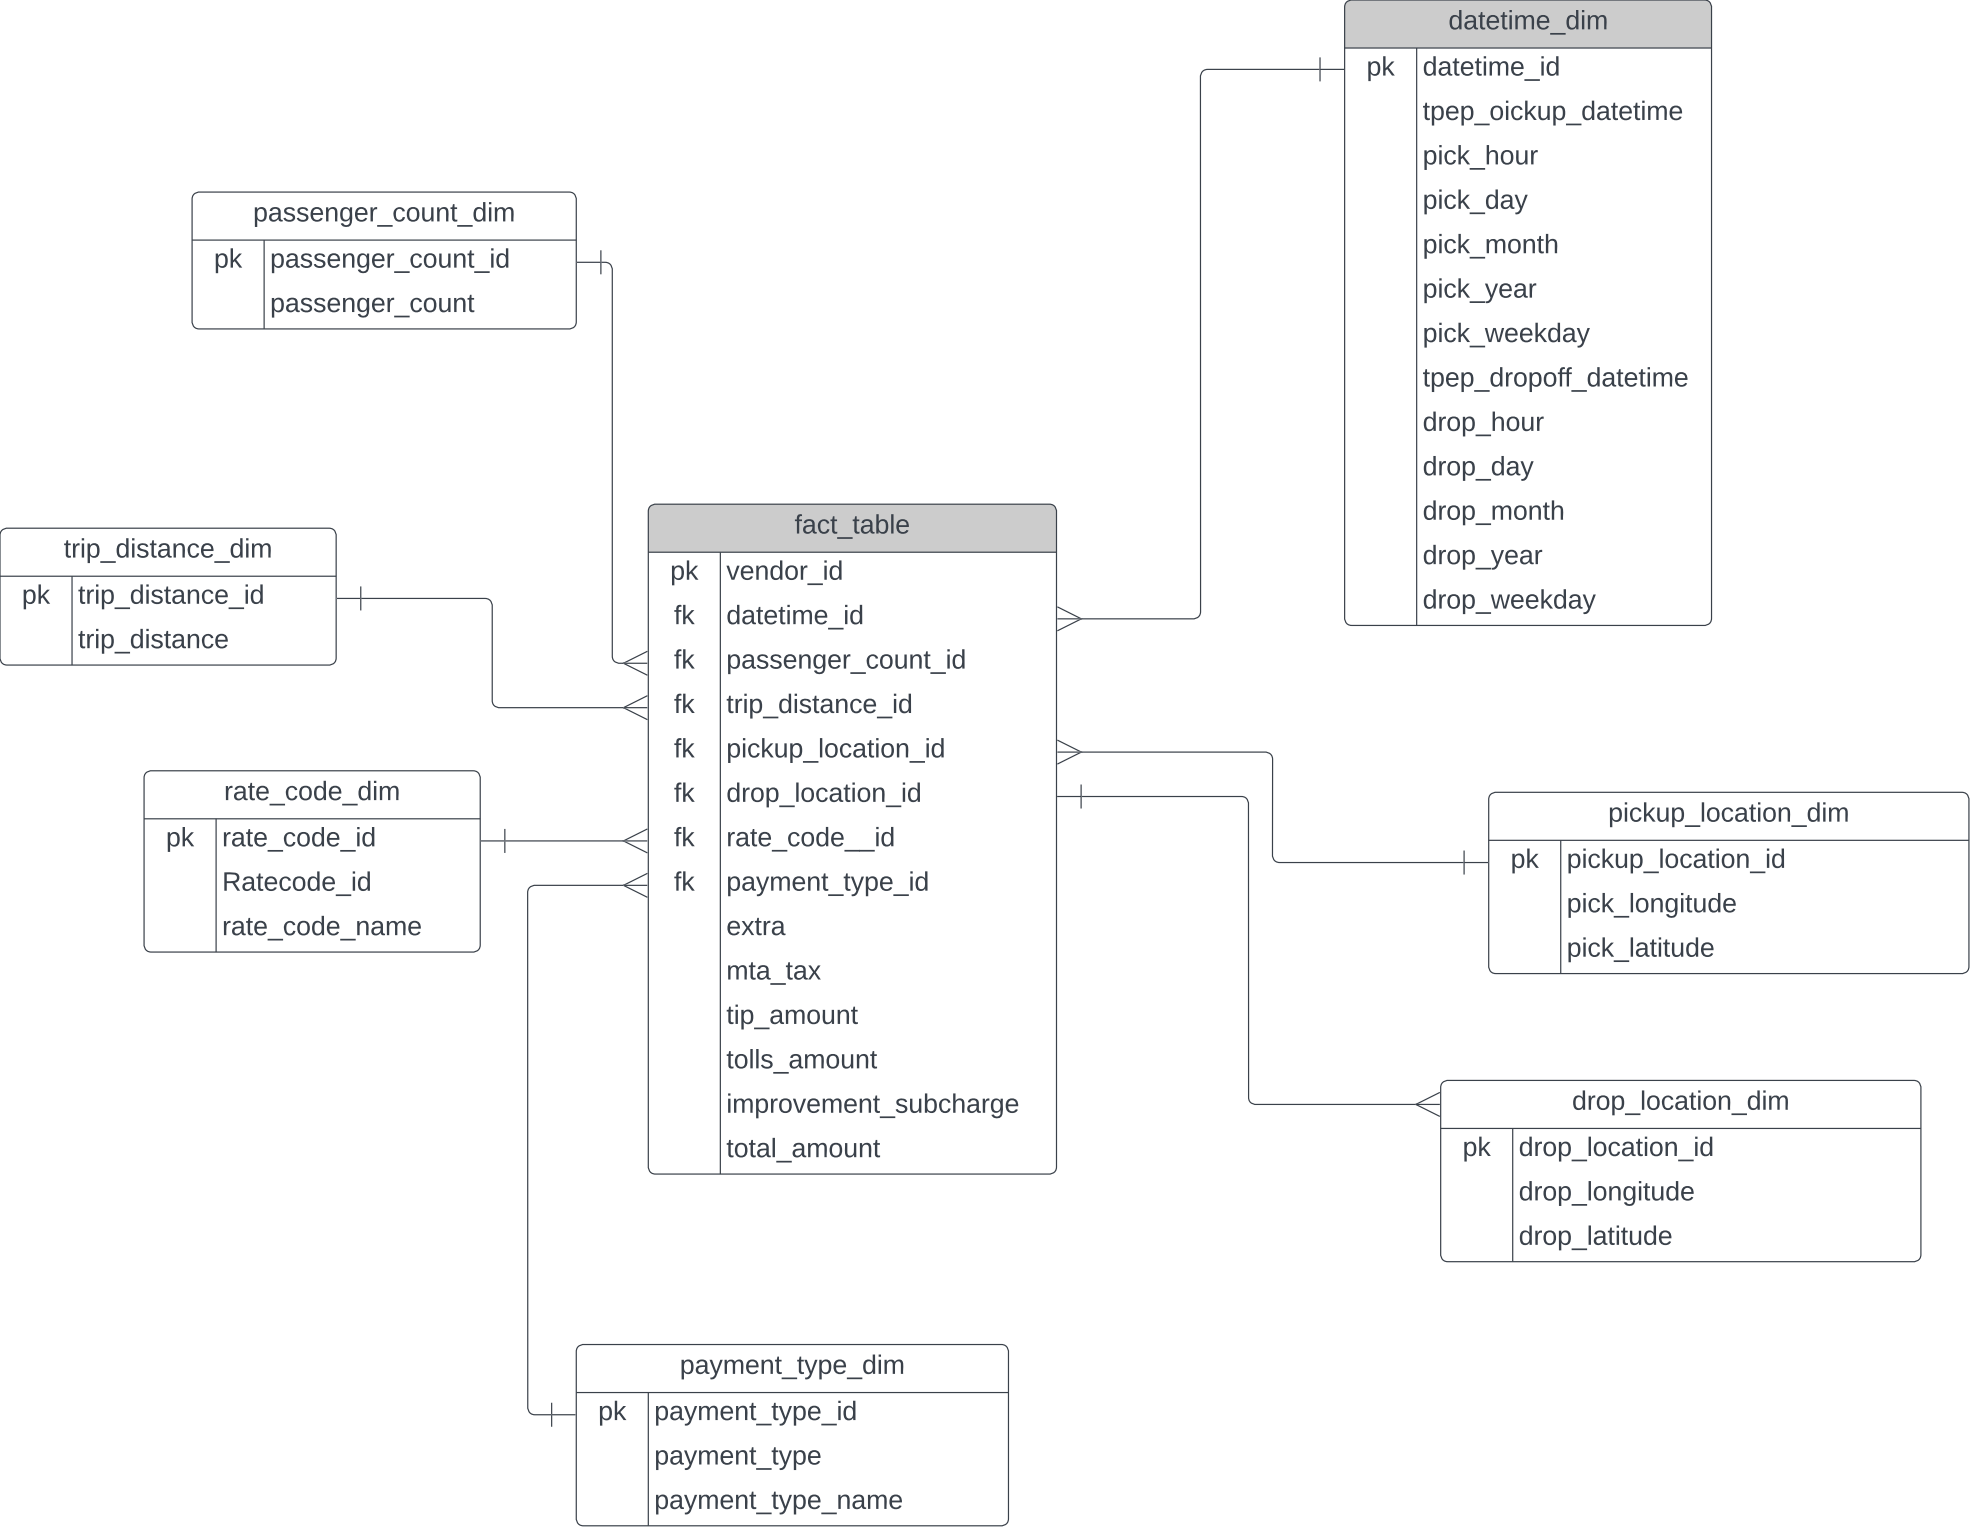 datetime_dim
pk datetime_id
tpep_oickup_datetime
pick_hour
pick_day
pick_month
pick_year
pick_weekday
tpep_dropoff_datetime
drop_hour
drop_day
drop_month
drop_year
drop_weekday
passenger_count_dim
pk passenger_count_id
passenger_count
trip_distance_dim
pk trip_distance_id
trip_distance
rate_code_dim
pk rate_code_id
Ratecode_id
rate_code_name
fact_table
pk vendor_id
fk datetime_id
fk passenger_count_id
fk trip_distance_id
fk pickup_location_id
fk drop_location_id
fk rate_code__id
fk payment_type_id
extra
mta_tax
tip_amount
tolls_amount
improvement_subcharge
total_amount
pickup_location_dim
pk pickup_location_id
pick_longitude
pick_latitude
drop_location_dim
pk drop_location_id
drop_longitude
drop_latitude
payment_type_dim
pk payment_type_id
payment_type
payment_type_name